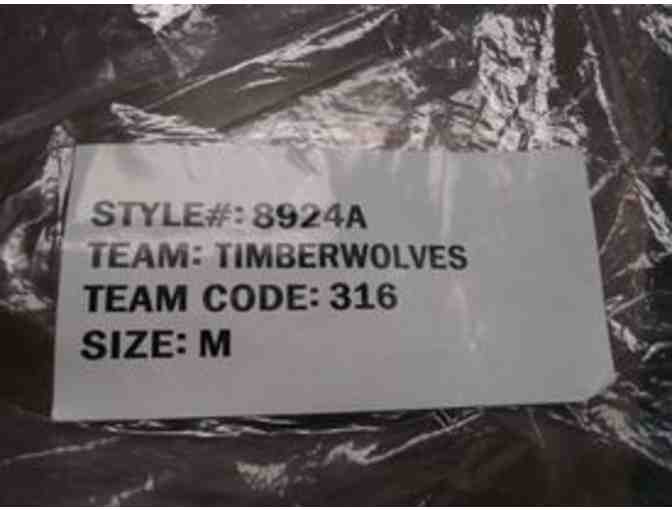 STYLE#: 8924A
TEAM: TIMBERWOLVES
TEAM CODE: 316
SIZE: M